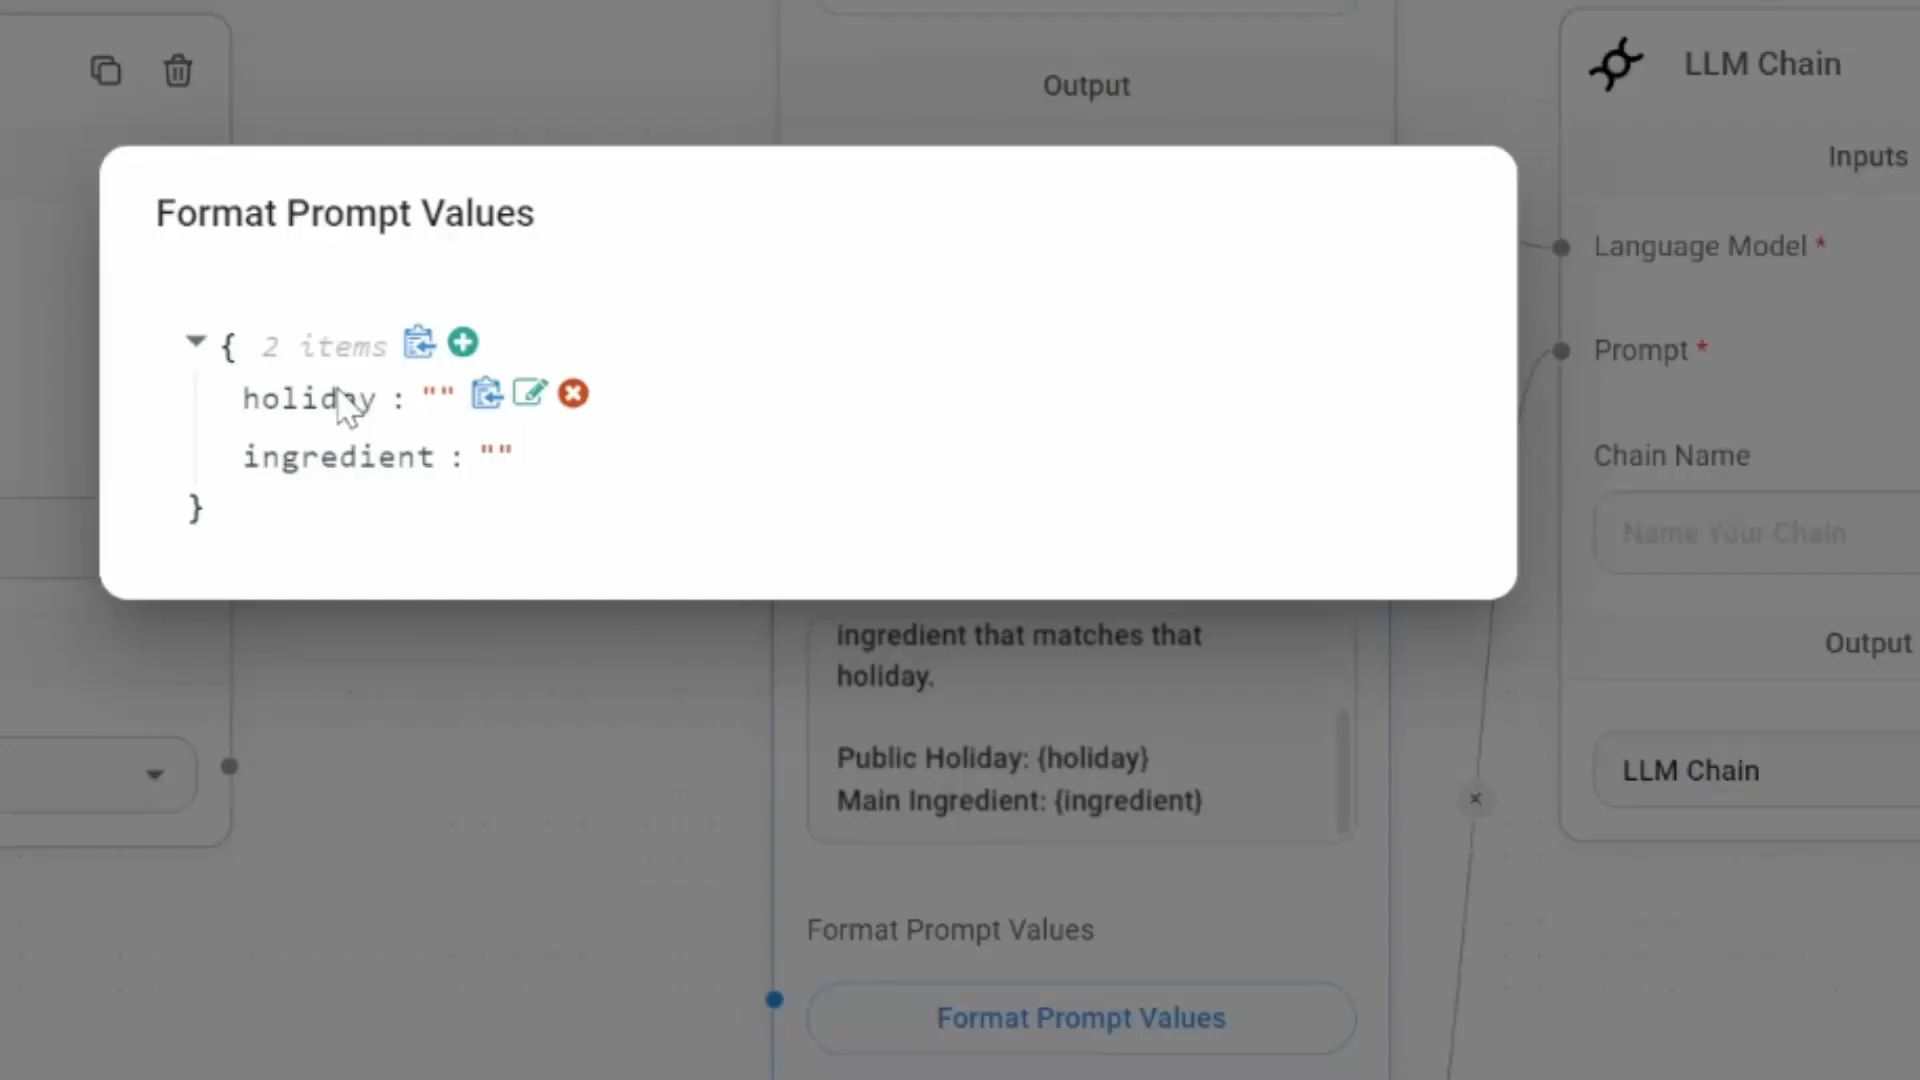 Output
LLM Chain
Inputs
Format Prompt Values
{ 2 items
holiday : ""
ingredient : ""
}
Language Model *
Prompt *
Chain Name
Name Your Chain
Output
LLM Chain
ingredient that matches that
holiday.
Public Holiday: {holiday}
Main Ingredient: {ingredient}
Format Prompt Values
Format Prompt Values